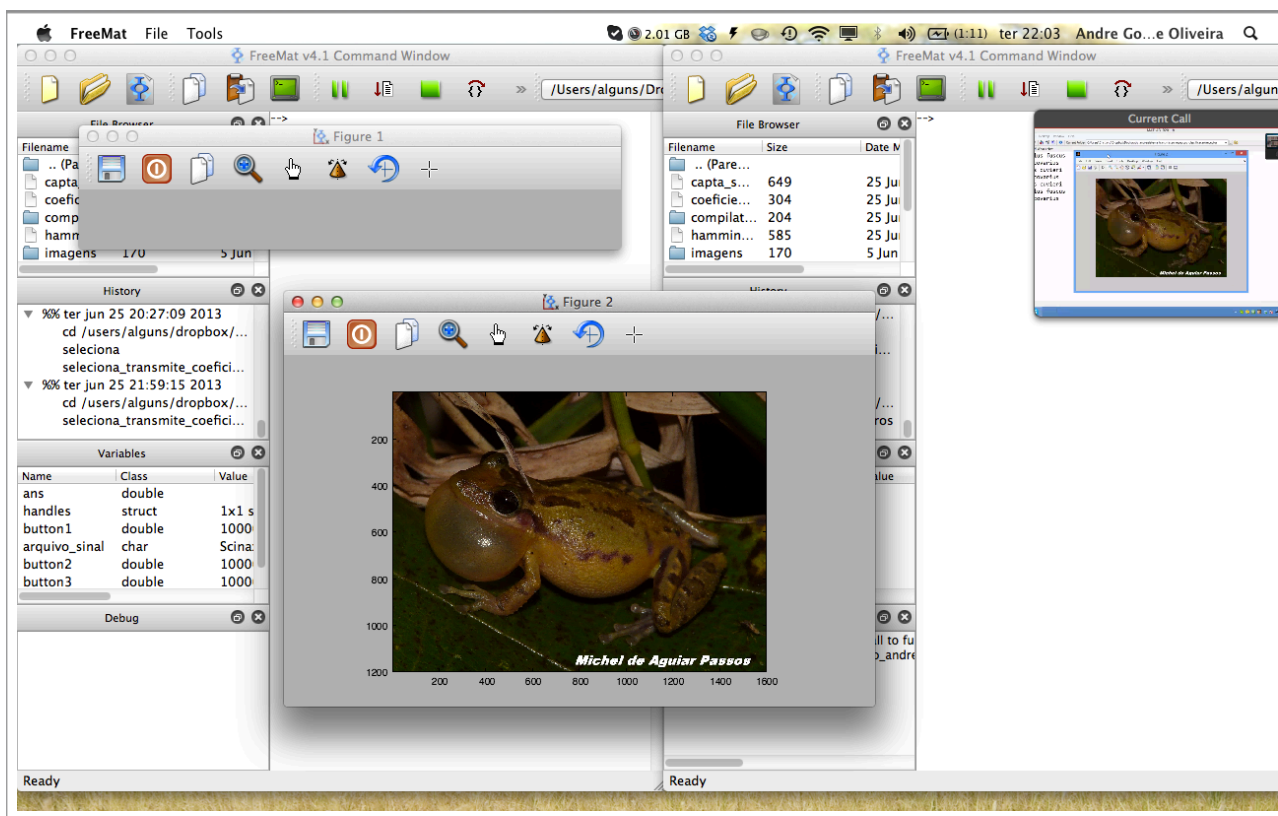 FreeMat File Tools
2.01 GB (1:11) ter 22:03 Andre Go...e Oliveira
FreeMat v4.1 Command Window
/Users/alguns/Dro
File Browser
-->
Filename
.. (Pa
capta_
coefic
comp
hamm
imagens 170 5 Jun
Figure 1
History
%% ter jun 25 20:27:09 2013
cd /users/alguns/dropbox/...
seleciona
seleciona_transmite_coefici...
%% ter jun 25 21:59:15 2013
cd /users/alguns/dropbox/...
seleciona_transmite_coefici...
Variables
Name Class Value
ans double
handles struct 1x1 s
button1 double 1000
arquivo_sinal char Scina
button2 double 1000
button3 double 1000
Debug
Ready
Figure 2
200
400
600
800
1000
1200
200 400 600 800 1000 1200 1400 1600
Michel de Aguiar Passos
FreeMat v4.1 Command Window
/Users/algun
File Browser
-->
Filename Size Date M
.. (Pare...
capta_s... 649 25 Ju
coeficie... 304 25 Ju
compilat... 204 25 Ju
hammin... 585 25 Ju
imagens 170 5 Jun
/...
i...
/...
ros
alue
ll to fu
o_andre
Ready
Current Call
Michel de Aguiar Passos